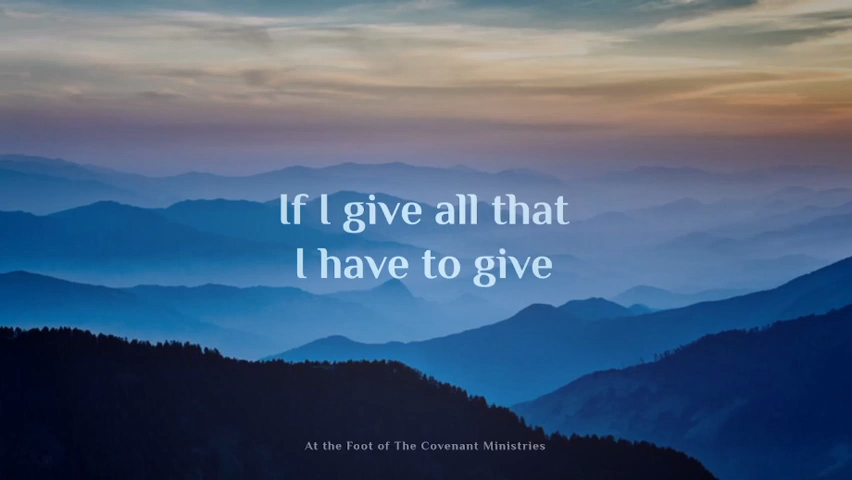 If I give all that
I have to give
At the Foot of The Covenant Ministries